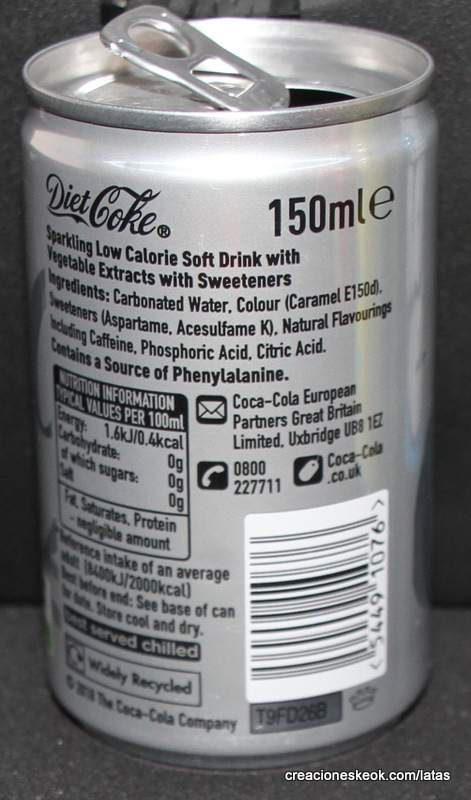 Diet Coke®
150ml e
Sparkling Low Calorie Soft Drink with
Vegetable Extracts with Sweeteners
Ingredients: Carbonated Water, Colour (Caramel E150d),
Sweeteners (Aspartame, Acesulfame K), Natural Flavourings
Including Caffeine, Phosphoric Acid, Citric Acid.
Contains a Source of Phenylalanine.
NUTRITION INFORMATION
TYPICAL VALUES PER 100ml
Energy: 1.6kJ/0.4kcal
Carbohydrate: 0g
of which sugars: 0g
Salt 0g
Fat, Saturates, Protein
- negligible amount
Coca-Cola European
Partners Great Britain
Limited, Uxbridge UB8 1EZ
0800
227711
Coca-Cola
.co.uk
Reference intake of an average
adult (8400kJ/2000kcal)
Best before end: See base of can
for date. Store cool and dry.
Best served chilled
Widely Recycled
© 2018 The Coca-Cola Company
<5449 1076>
T9FD26B
creacioneskeok.com/latas